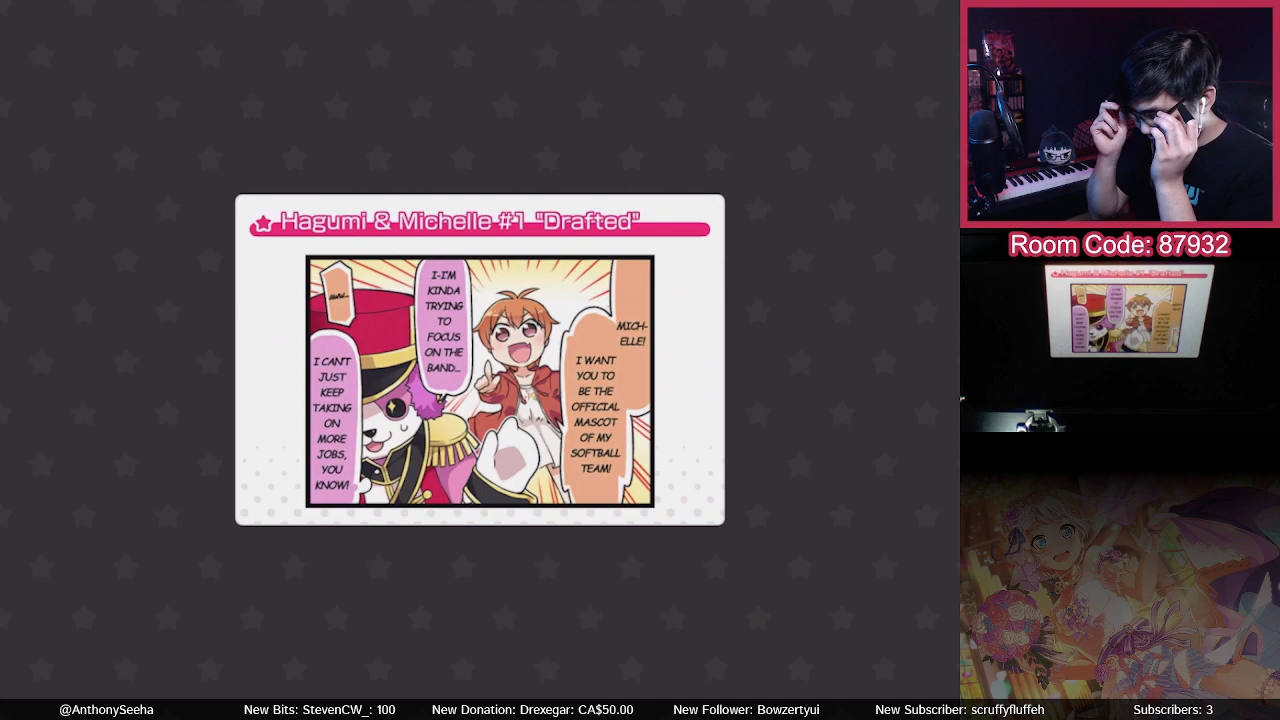 Hagumi & Michelle #1 "Drafted"
MICH-
ELLE!
I WANT
YOU TO
BE THE
OFFICIAL
MASCOT
OF MY
SOFTBALL
TEAM!
I-I'M
KINDA
TRYING
TO
FOCUS
ON THE
BAND...
I CAN'T
JUST
KEEP
TAKING
ON
MORE
JOBS,
YOU
KNOW!
Room Code: 87932
@AnthonySeeha
New Bits: StevenCW_: 100
New Donation: Drexegar: CA$50.00
New Follower: Bowzertyui
New Subscriber: scruffyfluffeh
Subscribers: 3